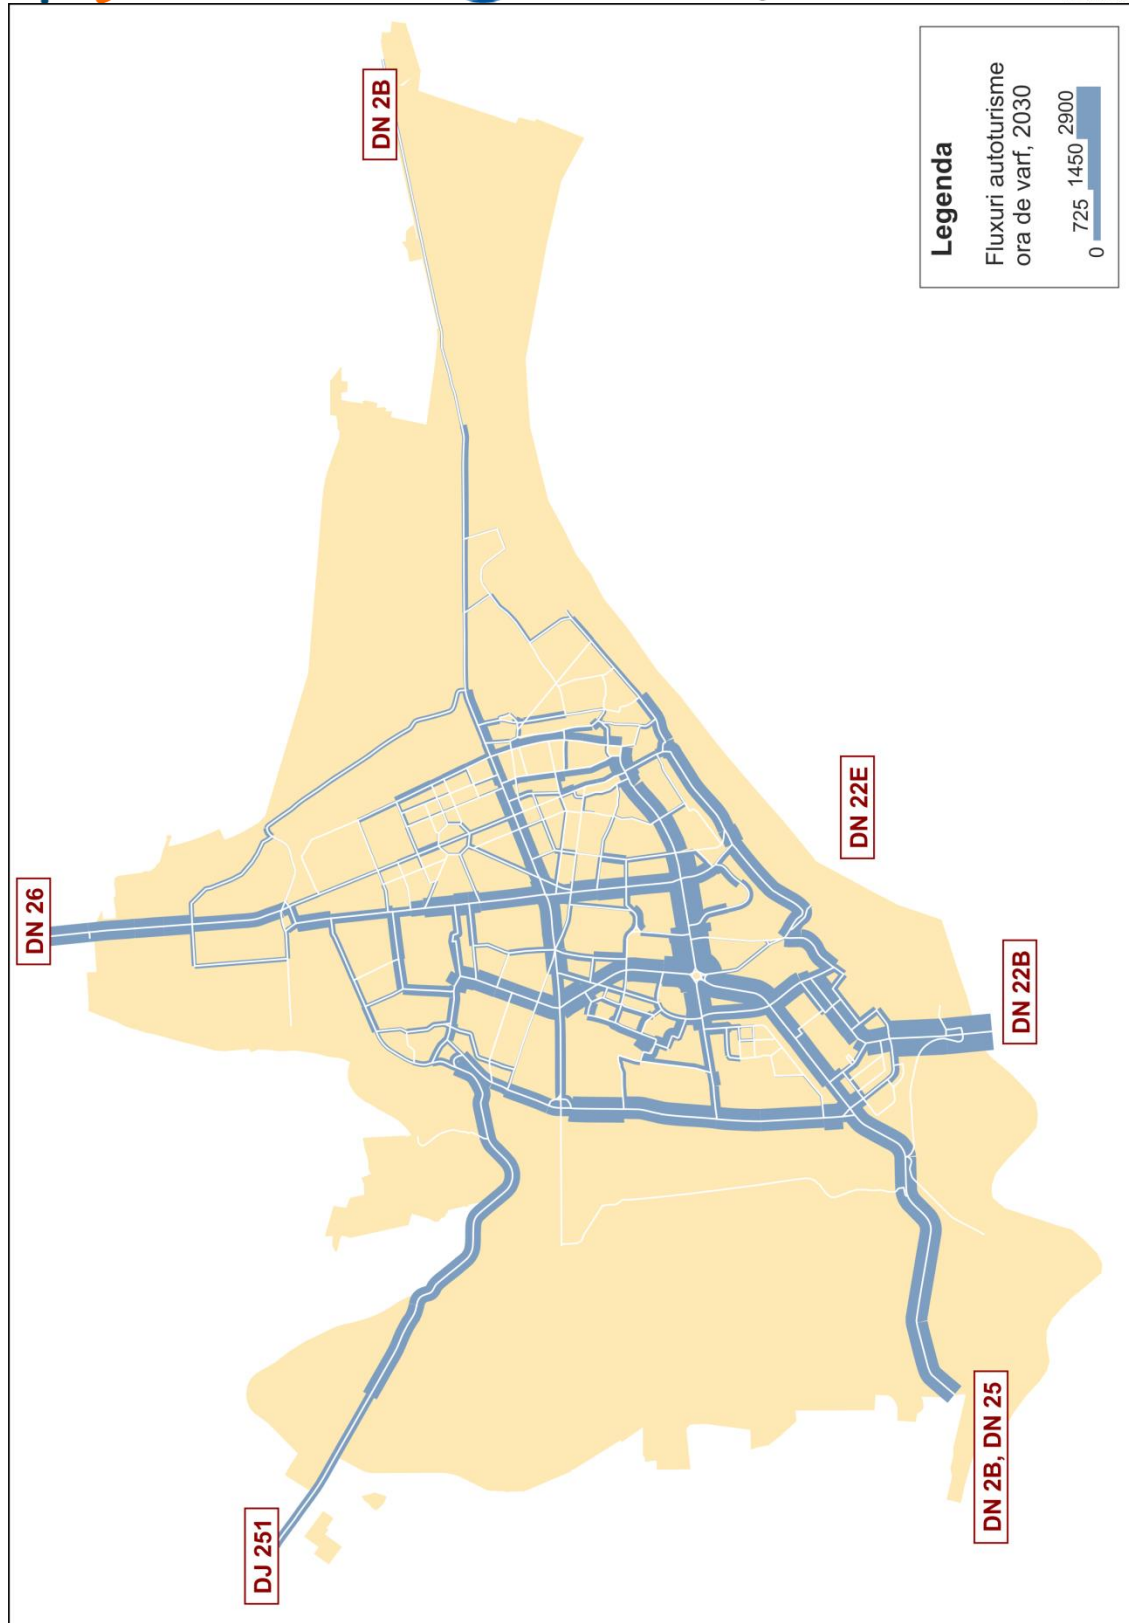 DN 2B
DN 26
DN 22E
DN 22B
DN 2B, DN 25
DJ 251
Legenda
Fluxuri autoturisme
ora de varf, 2030
0 725 1450 2900